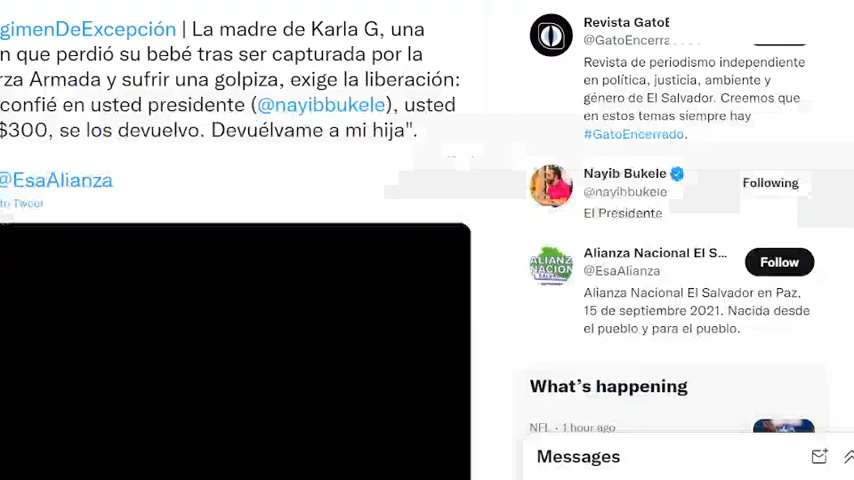 gimenDeExcepción | La madre de Karla G, una
n que perdió su bebé tras ser capturada por la
rza Armada y sufrir una golpiza, exige la liberación:
confié en usted presidente (@nayibbukele), usted
$300, se los devuelvo. Devuélvame a mi hija".
@EsaAlianza
Tweet
Revista GatoE
@GatoEncerra
Revista de periodismo independiente
en política, justicia, ambiente y
género de El Salvador. Creemos que
en estos temas siempre hay
#GatoEncerrado.
Nayib Bukele
@nayibbukele
Following
El Presidente
Alianza Nacional El S...
@EsaAlianza
Follow
Alianza Nacional El Salvador en Paz,
15 de septiembre 2021. Nacida desde
el pueblo y para el pueblo.
What's happening
NFL · 1 hour ago
Messages